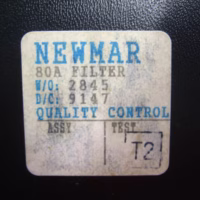 NEWMAR
80A FILTER
W/O: 2845
D/C: 9147
QUALITY CONTROL
ASSY TEST
T2